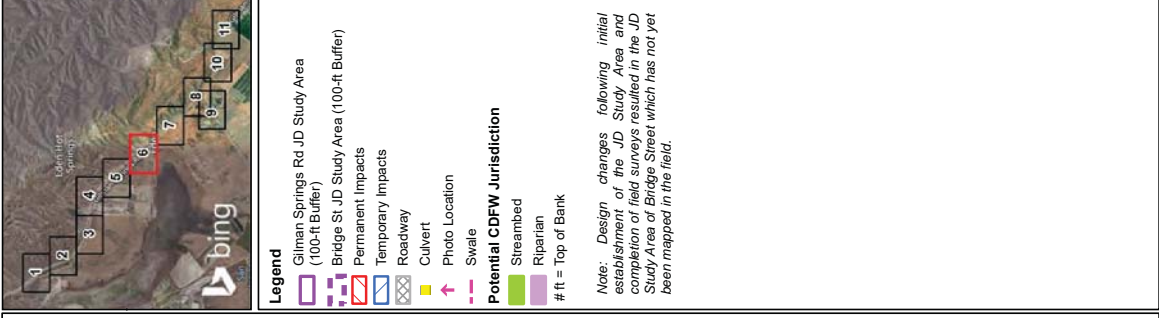 1
2
3
4
5
6
7
8
9
10
11
Eden Hot
Springs
bing
Legend
Gilman Springs Rd JD Study Area
(100-ft Buffer)
Bridge St JD Study Area (100-ft Buffer)
Permanent Impacts
Temporary Impacts
Roadway
Culvert
Photo Location
Swale
Potential CDFW Jurisdiction
Streambed
Riparian
# ft = Top of Bank
Note: Design changes following initial
establishment of the JD Study Area and
completion of field surveys resulted in the JD
Study Area of Bridge Street which has not yet
been mapped in the field.